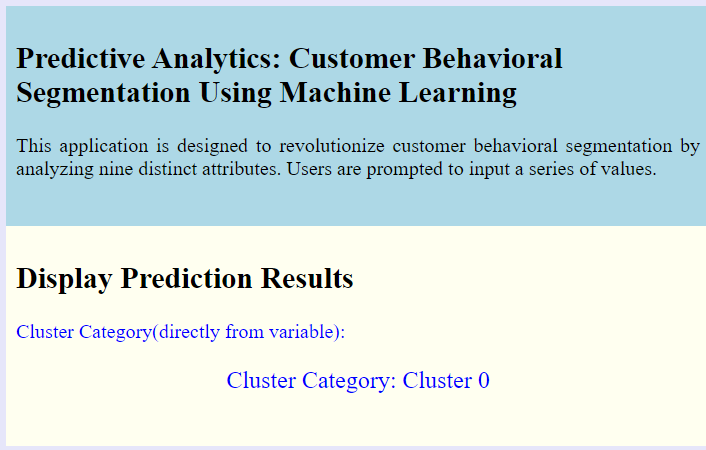 Predictive Analytics: Customer Behavioral
Segmentation Using Machine Learning
This application is designed to revolutionize customer behavioral segmentation by
analyzing nine distinct attributes. Users are prompted to input a series of values.
Display Prediction Results
Cluster Category(directly from variable):
Cluster Category: Cluster 0